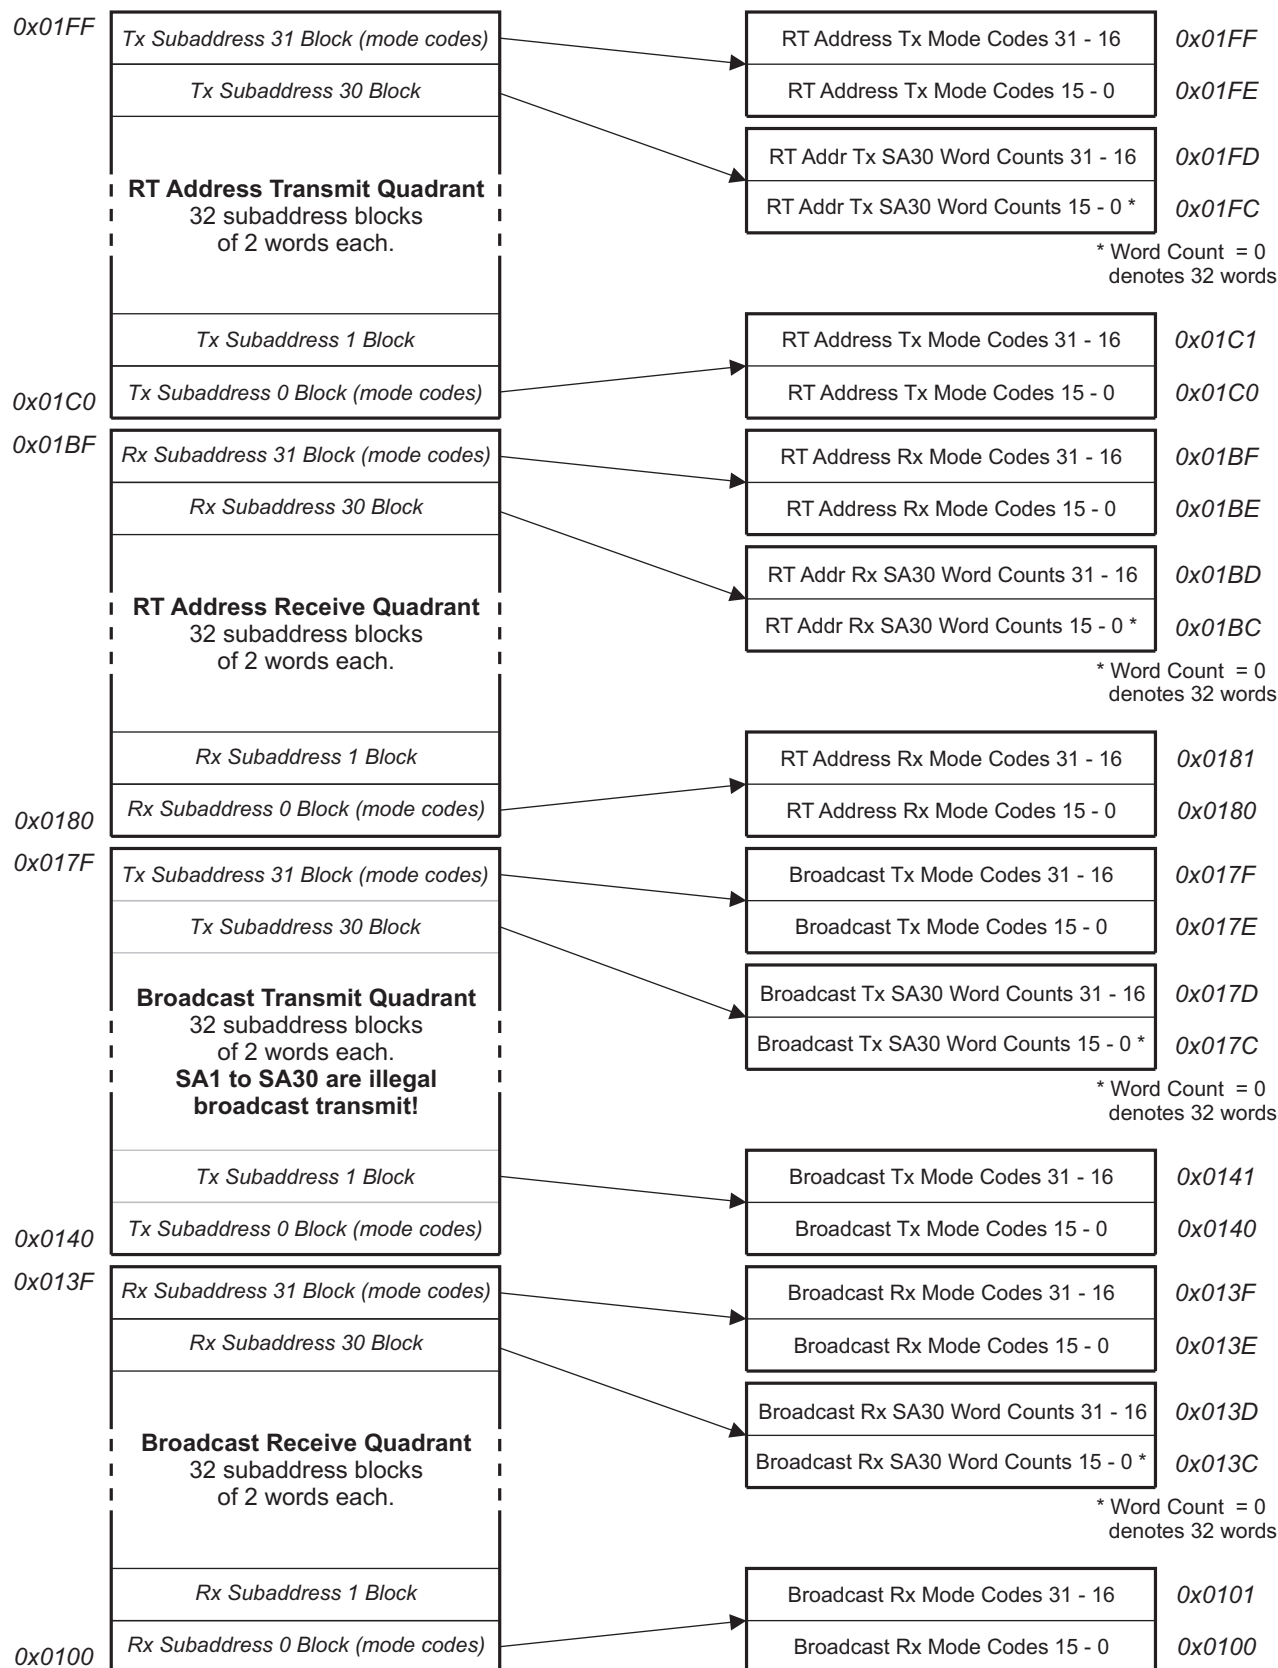 0x01FF
Tx Subaddress 31 Block (mode codes)
Tx Subaddress 30 Block
RT Address Transmit Quadrant
32 subaddress blocks
of 2 words each.
Tx Subaddress 1 Block
Tx Subaddress 0 Block (mode codes)
0x01C0
RT Address Tx Mode Codes 31 - 16 0x01FF
RT Address Tx Mode Codes 15 - 0 0x01FE
RT Addr Tx SA30 Word Counts 31 - 16 0x01FD
RT Addr Tx SA30 Word Counts 15 - 0 * 0x01FC
* Word Count = 0
denotes 32 words
RT Address Tx Mode Codes 31 - 16 0x01C1
RT Address Tx Mode Codes 15 - 0 0x01C0
0x01BF
Rx Subaddress 31 Block (mode codes)
Rx Subaddress 30 Block
RT Address Receive Quadrant
32 subaddress blocks
of 2 words each.
Rx Subaddress 1 Block
Rx Subaddress 0 Block (mode codes)
0x0180
RT Address Rx Mode Codes 31 - 16 0x01BF
RT Address Rx Mode Codes 15 - 0 0x01BE
RT Addr Rx SA30 Word Counts 31 - 16 0x01BD
RT Addr Rx SA30 Word Counts 15 - 0 * 0x01BC
* Word Count = 0
denotes 32 words
RT Address Rx Mode Codes 31 - 16 0x0181
RT Address Rx Mode Codes 15 - 0 0x0180
0x017F
Tx Subaddress 31 Block (mode codes)
Tx Subaddress 30 Block
Broadcast Transmit Quadrant
32 subaddress blocks
of 2 words each.
SA1 to SA30 are illegal
broadcast transmit!
Tx Subaddress 1 Block
Tx Subaddress 0 Block (mode codes)
0x0140
Broadcast Tx Mode Codes 31 - 16 0x017F
Broadcast Tx Mode Codes 15 - 0 0x017E
Broadcast Tx SA30 Word Counts 31 - 16 0x017D
Broadcast Tx SA30 Word Counts 15 - 0 * 0x017C
* Word Count = 0
denotes 32 words
Broadcast Tx Mode Codes 31 - 16 0x0141
Broadcast Tx Mode Codes 15 - 0 0x0140
0x013F
Rx Subaddress 31 Block (mode codes)
Rx Subaddress 30 Block
Broadcast Receive Quadrant
32 subaddress blocks
of 2 words each.
Rx Subaddress 1 Block
Rx Subaddress 0 Block (mode codes)
0x0100
Broadcast Rx Mode Codes 31 - 16 0x013F
Broadcast Rx Mode Codes 15 - 0 0x013E
Broadcast Rx SA30 Word Counts 31 - 16 0x013D
Broadcast Rx SA30 Word Counts 15 - 0 * 0x013C
* Word Count = 0
denotes 32 words
Broadcast Rx Mode Codes 31 - 16 0x0101
Broadcast Rx Mode Codes 15 - 0 0x0100